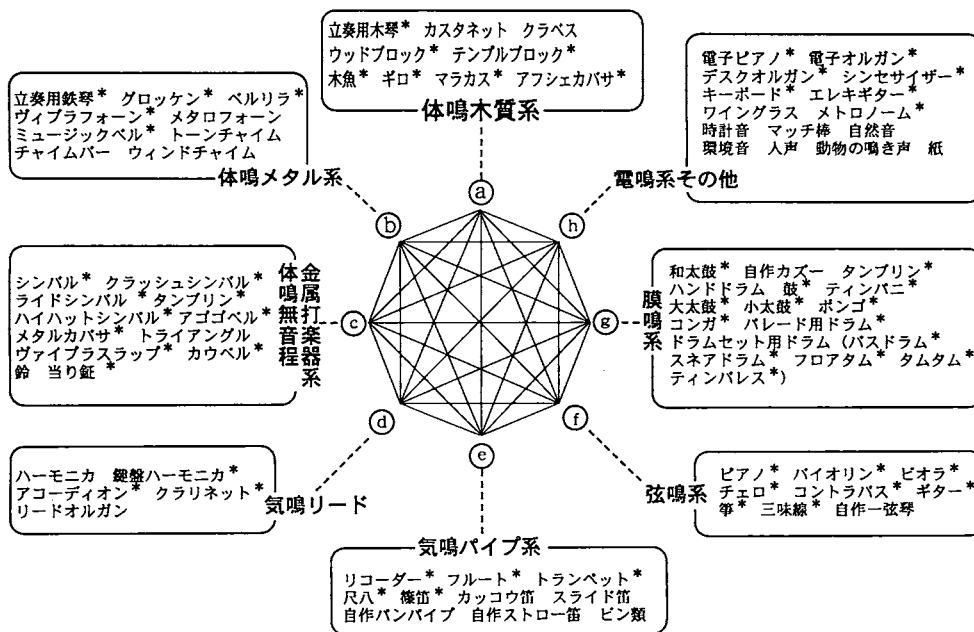 立奏用木琴* カスタネット クラベス
ウッドブロック* テンプルブロック*
木魚* ギロ* マラカス* アフシェカバサ*
体鳴木質系
立奏用鉄琴* グロッケン* ベルリラ*
ヴィブラフォーン* メタロフォーン
ミュージックベル* トーンチャイム
チャイムバー ウィンドチャイム
体鳴メタル系
電子ピアノ* 電子オルガン*
デスクオルガン* シンセサイザー*
キーボード* エレキギター*
ワイングラス メトロノーム*
時計音 マッチ棒 自然音
環境音 人声 動物の鳴き声 紙
電鳴系その他
a
b
h
シンバル* クラッシュシンバル*
ライドシンバル* タンブリン*
ハイハットシンバル* アゴゴベル*
メタルカバサ* トライアングル
ヴァイブラスラップ* カウベル*
鈴 当り鉦*
金属打楽器系
体鳴無音程
c
g
膜鳴系
和太鼓* 自作カズー タンブリン*
ハンドドラム 鼓* ティンパニ*
大太鼓* 小太鼓* ボンゴ*
コンガ* パレード用ドラム*
ドラムセット用ドラム(バスドラム*
スネアドラム* フロアタム* タムタム*
ティンバレス*)
d
f
e
ハーモニカ 鍵盤ハーモニカ*
アコーディオン* クラリネット*
リードオルガン
気鳴リード
弦鳴系
ピアノ* バイオリン* ビオラ*
チェロ* コントラバス* ギター*
箏* 三味線* 自作一弦琴
気鳴パイプ系
リコーダー* フルート* トランペット*
尺八* 篠笛* カッコウ笛 スライド笛
自作パンパイプ 自作ストロー笛 ビン類